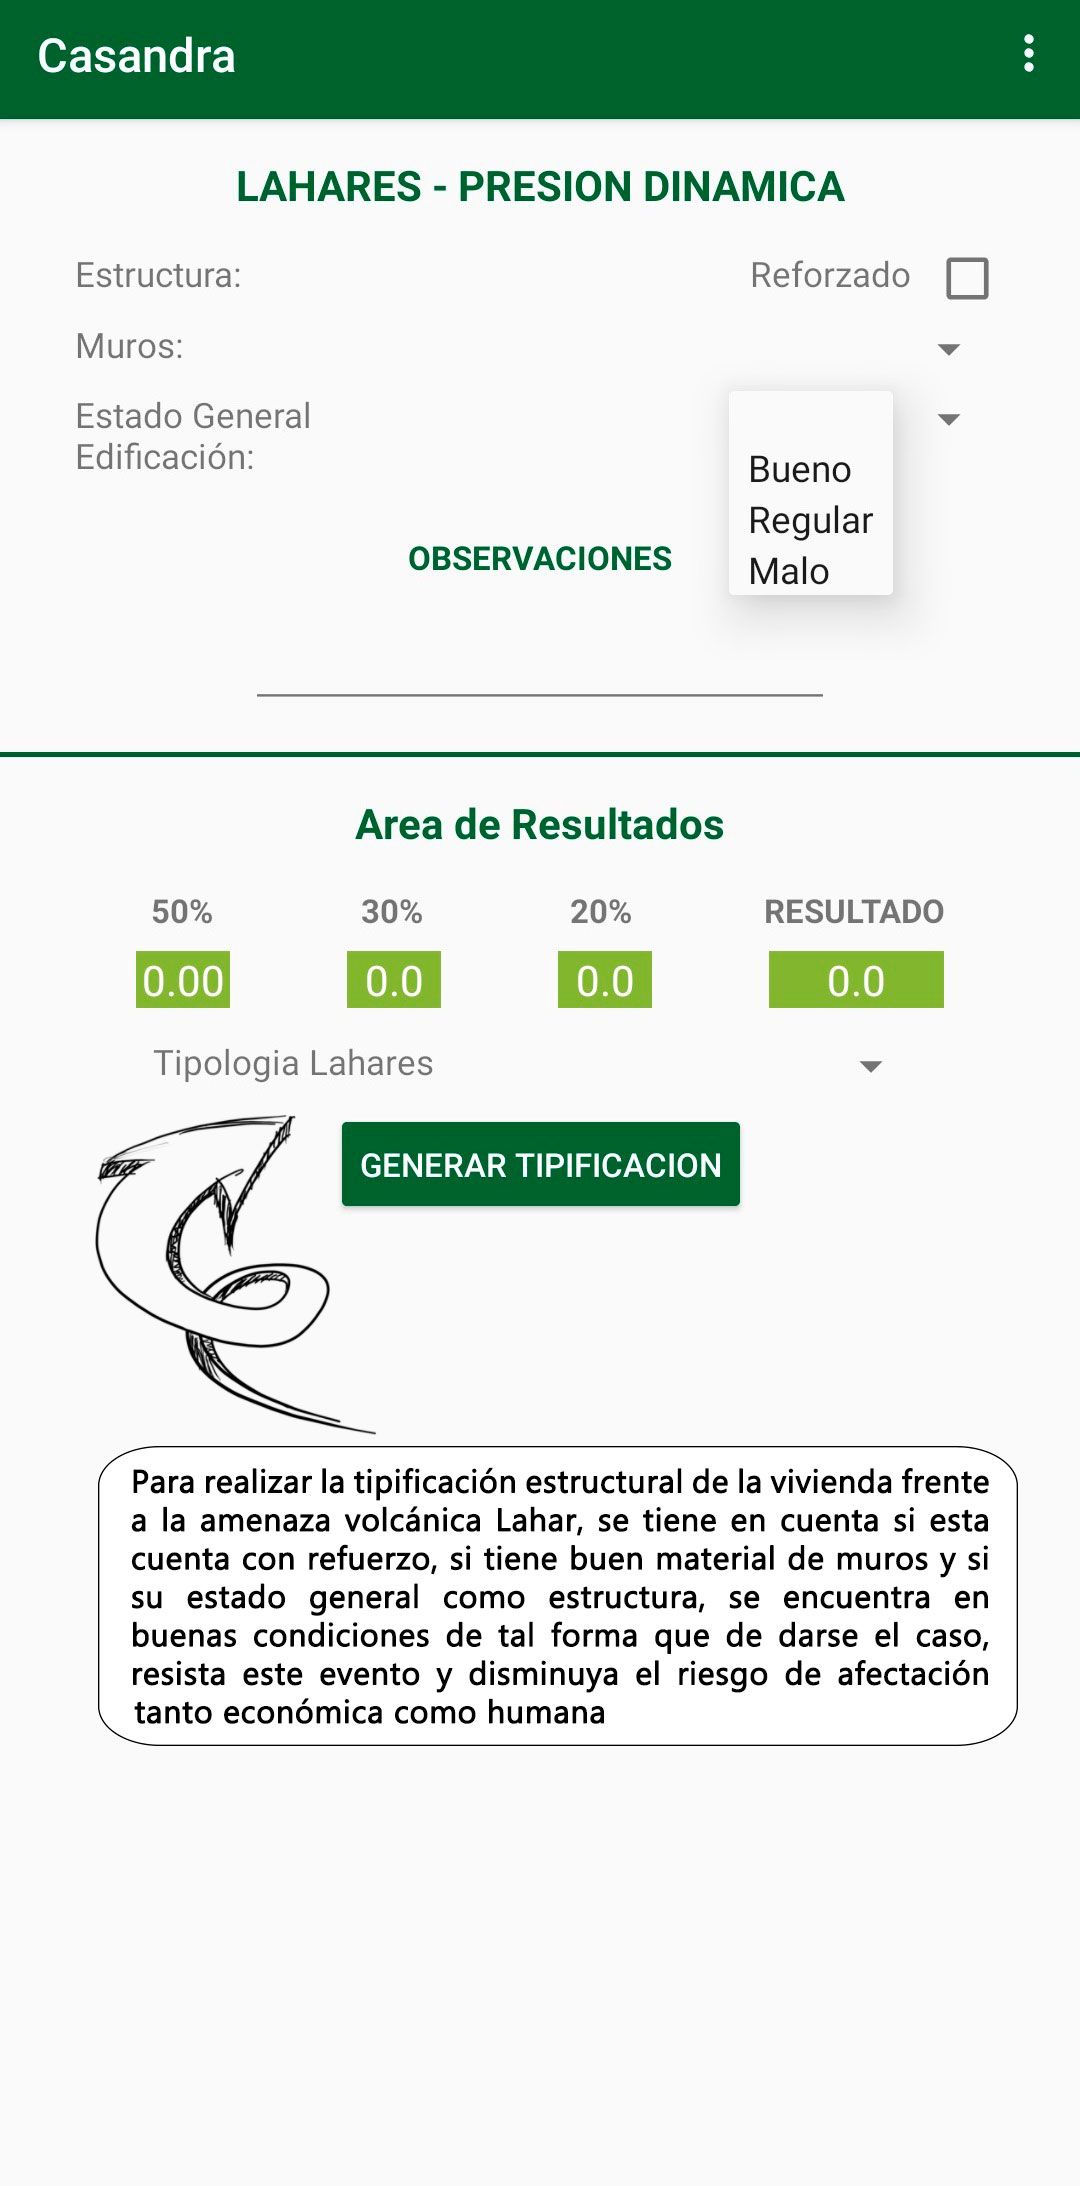 Casandra
LAHARES - PRESION DINAMICA
Estructura: Reforzado
Muros:
Estado General
Edificación:
Bueno
Regular
Malo
OBSERVACIONES
Area de Resultados
50% 30% 20% RESULTADO
0.00 0.0 0.0 0.0
Tipologia Lahares
GENERAR TIPIFICACION
Para realizar la tipificación estructural de la vivienda frente
a la amenaza volcánica Lahar, se tiene en cuenta si esta
cuenta con refuerzo, si tiene buen material de muros y si
su estado general como estructura, se encuentra en
buenas condiciones de tal forma que de darse el caso,
resista este evento y disminuya el riesgo de afectación
tanto económica como humana